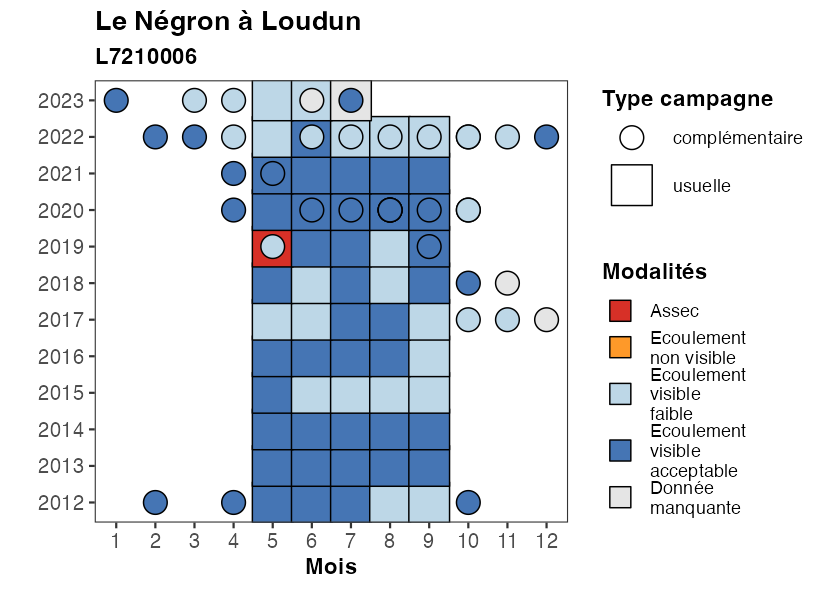 Le Négron à Loudun
L7210006
2023
2022
2021
2020
2019
2018
2017
2016
2015
2014
2013
2012
1 2 3 4 5 6 7 8 9 10 11 12
Mois
Type campagne
complémentaire
usuelle
Modalités
Assec
Ecoulement
non visible
Ecoulement
visible
faible
Ecoulement
visible
acceptable
Donnée
manquante